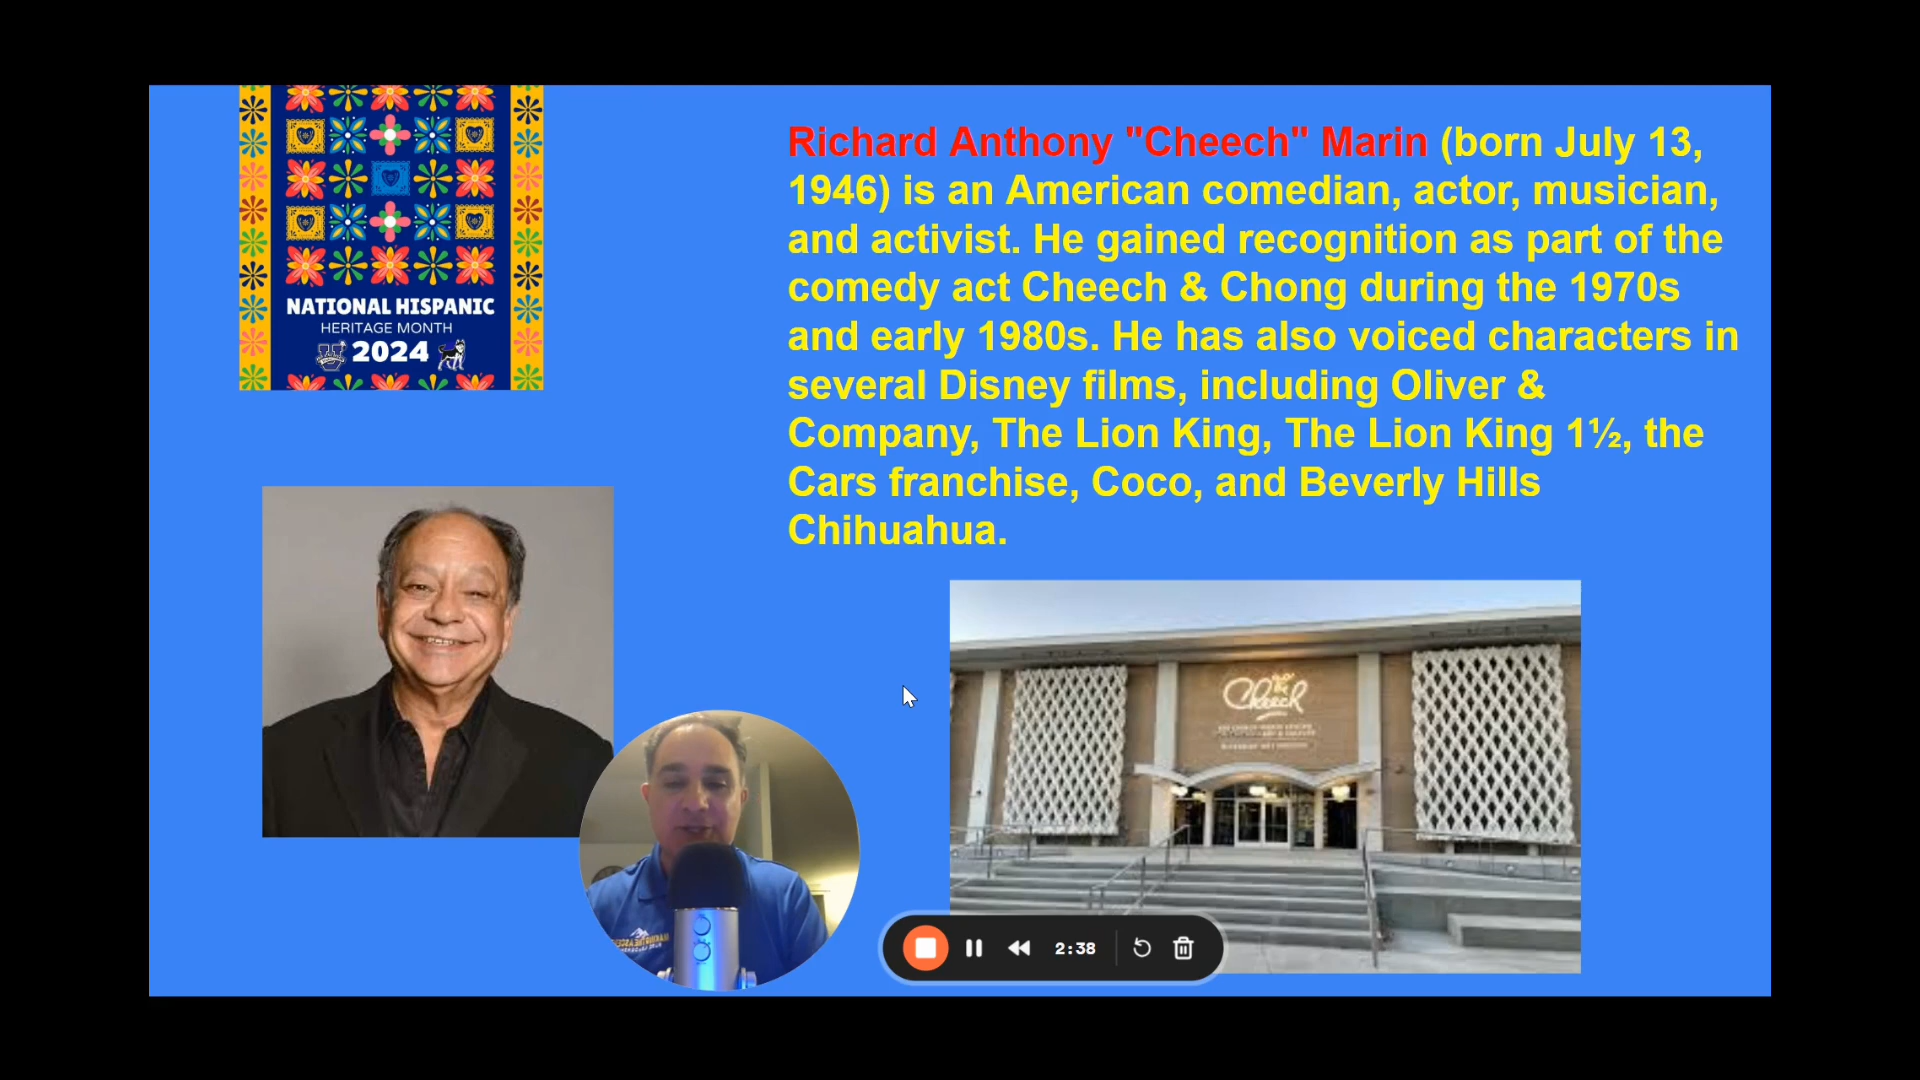 NATIONAL HISPANIC
HERITAGE MONTH
2024
Richard Anthony "Cheech" Marin (born July 13,
1946) is an American comedian, actor, musician,
and activist. He gained recognition as part of the
comedy act Cheech & Chong during the 1970s
and early 1980s. He has also voiced characters in
several Disney films, including Oliver &
Company, The Lion King, The Lion King 1½, the
Cars franchise, Coco, and Beverly Hills
Chihuahua.
the
Cheech
2:38